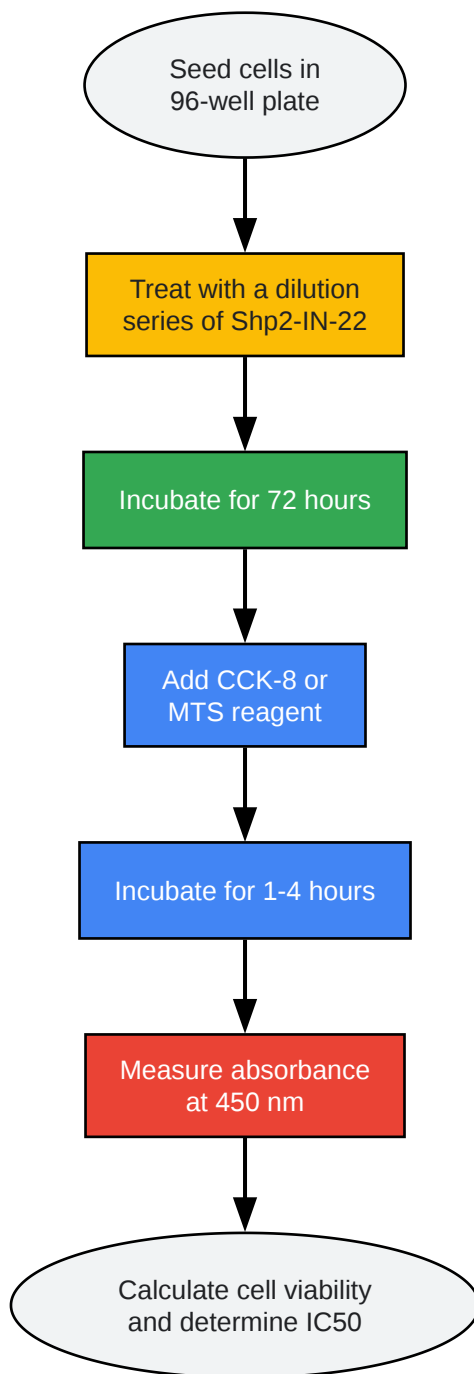 Seed cells in
96-well plate
Treat with a dilution
series of Shp2-IN-22
Incubate for 72 hours
Add CCK-8 or
MTS reagent
Incubate for 1-4 hours
Measure absorbance
at 450 nm
Calculate cell viability
and determine IC50